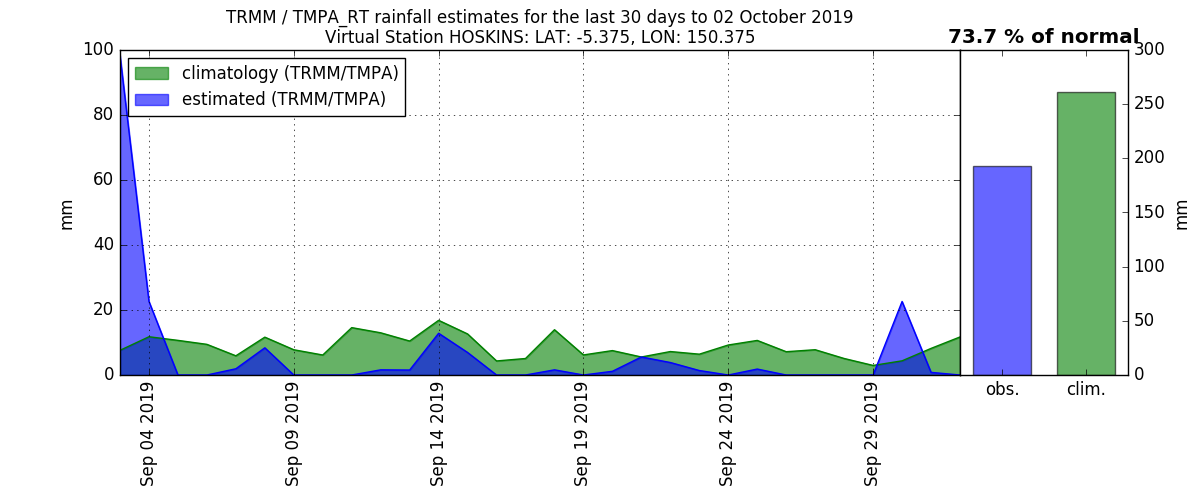 TRMM / TMPA_RT rainfall estimates for the last 30 days to 02 October 2019
Virtual Station HOSKINS: LAT: -5.375, LON: 150.375
73.7 % of normal
climatology (TRMM/TMPA)
estimated (TRMM/TMPA)
100
80
60
40
20
0
mm
Sep 04 2019
Sep 09 2019
Sep 14 2019
Sep 19 2019
Sep 24 2019
Sep 29 2019
300
250
200
150
100
50
0
mm
obs.
clim.